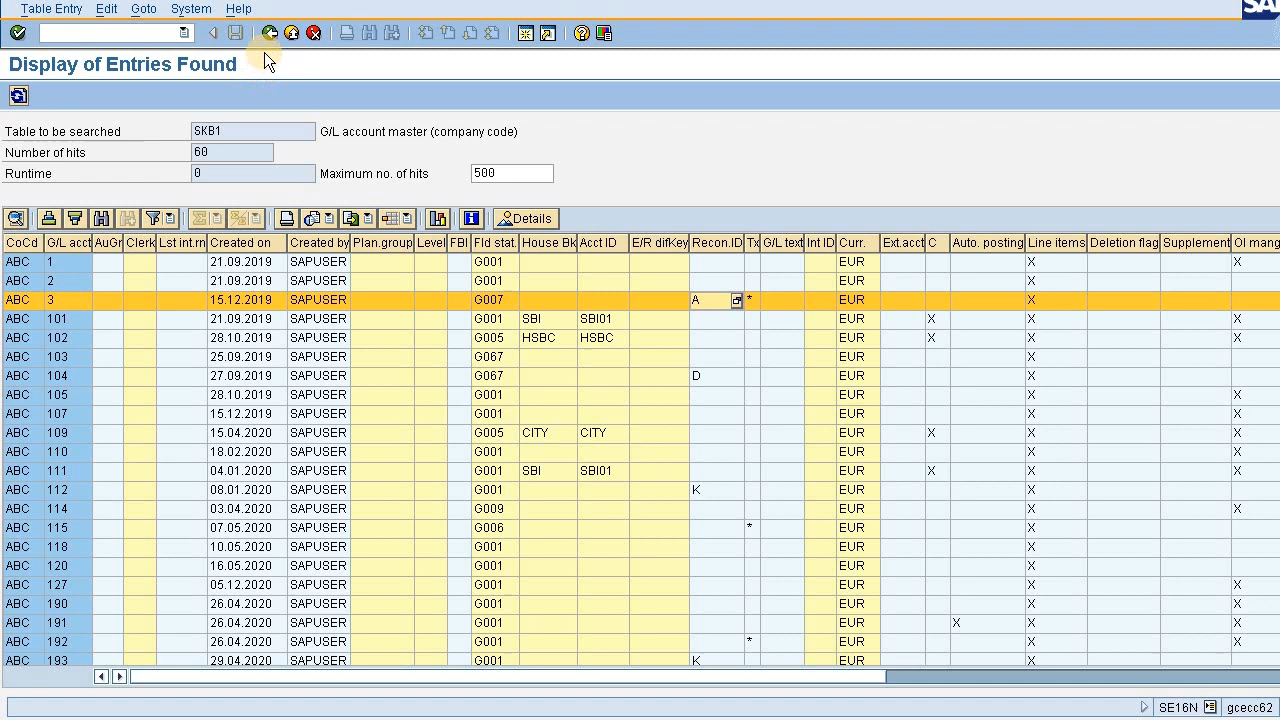 Table Entry Edit Goto System Help
SAP
Display of Entries Found
Table to be searched SKB1 G/L account master (company code)
Number of hits 60
Runtime 0 Maximum no. of hits 500
Details
CoCd G/L acct AuGr Clerk Lst int.rn Created on Created by Plan.group Level FBI Fld stat. House Bk Acct ID E/R difKey Recon.ID Tx G/L text Int.ID Curr. Ext.acct C Auto. posting Line items Deletion flag Supplement OI mang
ABC 1 21.09.2019 SAPUSER G001 EUR X X
ABC 2 21.09.2019 SAPUSER G001 EUR X
ABC 3 15.12.2019 SAPUSER G007 A * EUR X
ABC 101 21.09.2019 SAPUSER G001 SBI SBI01 EUR X X X
ABC 102 28.10.2019 SAPUSER G005 HSBC HSBC EUR X X X
ABC 103 25.09.2019 SAPUSER G067 EUR X
ABC 104 27.09.2019 SAPUSER G067 D EUR X
ABC 105 28.10.2019 SAPUSER G001 EUR X X
ABC 107 15.12.2019 SAPUSER G001 EUR X
ABC 109 15.04.2020 SAPUSER G005 CITY CITY EUR X X X
ABC 110 18.02.2020 SAPUSER G001 EUR X X
ABC 111 04.01.2020 SAPUSER G001 SBI SBI01 EUR X X X
ABC 112 08.01.2020 SAPUSER G001 K EUR X
ABC 114 03.04.2020 SAPUSER G009 EUR X X
ABC 115 07.05.2020 SAPUSER G006 * EUR X
ABC 118 10.05.2020 SAPUSER G001 EUR X
ABC 120 16.05.2020 SAPUSER G001 EUR X
ABC 127 05.12.2020 SAPUSER G001 EUR X X
ABC 190 26.04.2020 SAPUSER G001 EUR X X
ABC 191 26.04.2020 SAPUSER G001 EUR X X X
ABC 192 26.04.2020 SAPUSER G001 * EUR X X
ABC 193 29.04.2020 SAPUSER G001 K EUR X
SE16N gcecc62